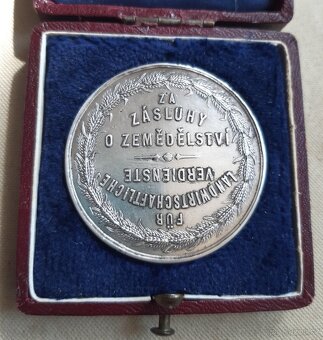 ZA
ZÁSLUHY
O ZEMĚDĚLSTVÍ
FÜR
LANDWIRTSCHAFTLICHE
VERDIENSTE